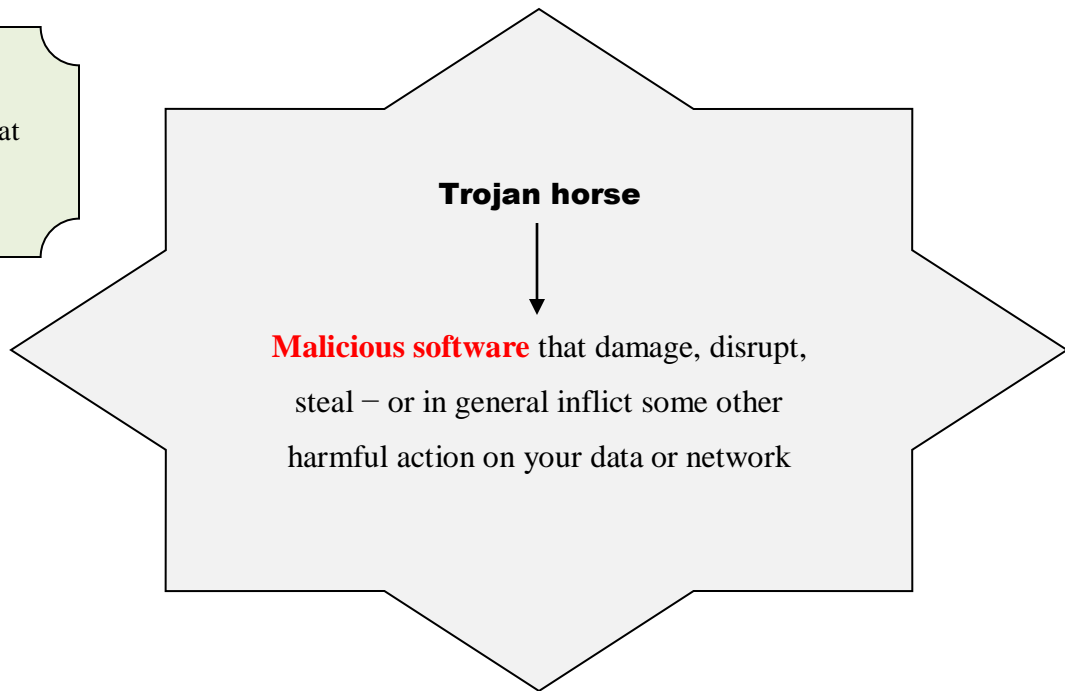 at
Trojan horse
Malicious software that damage, disrupt,
steal − or in general inflict some other
harmful action on your data or network